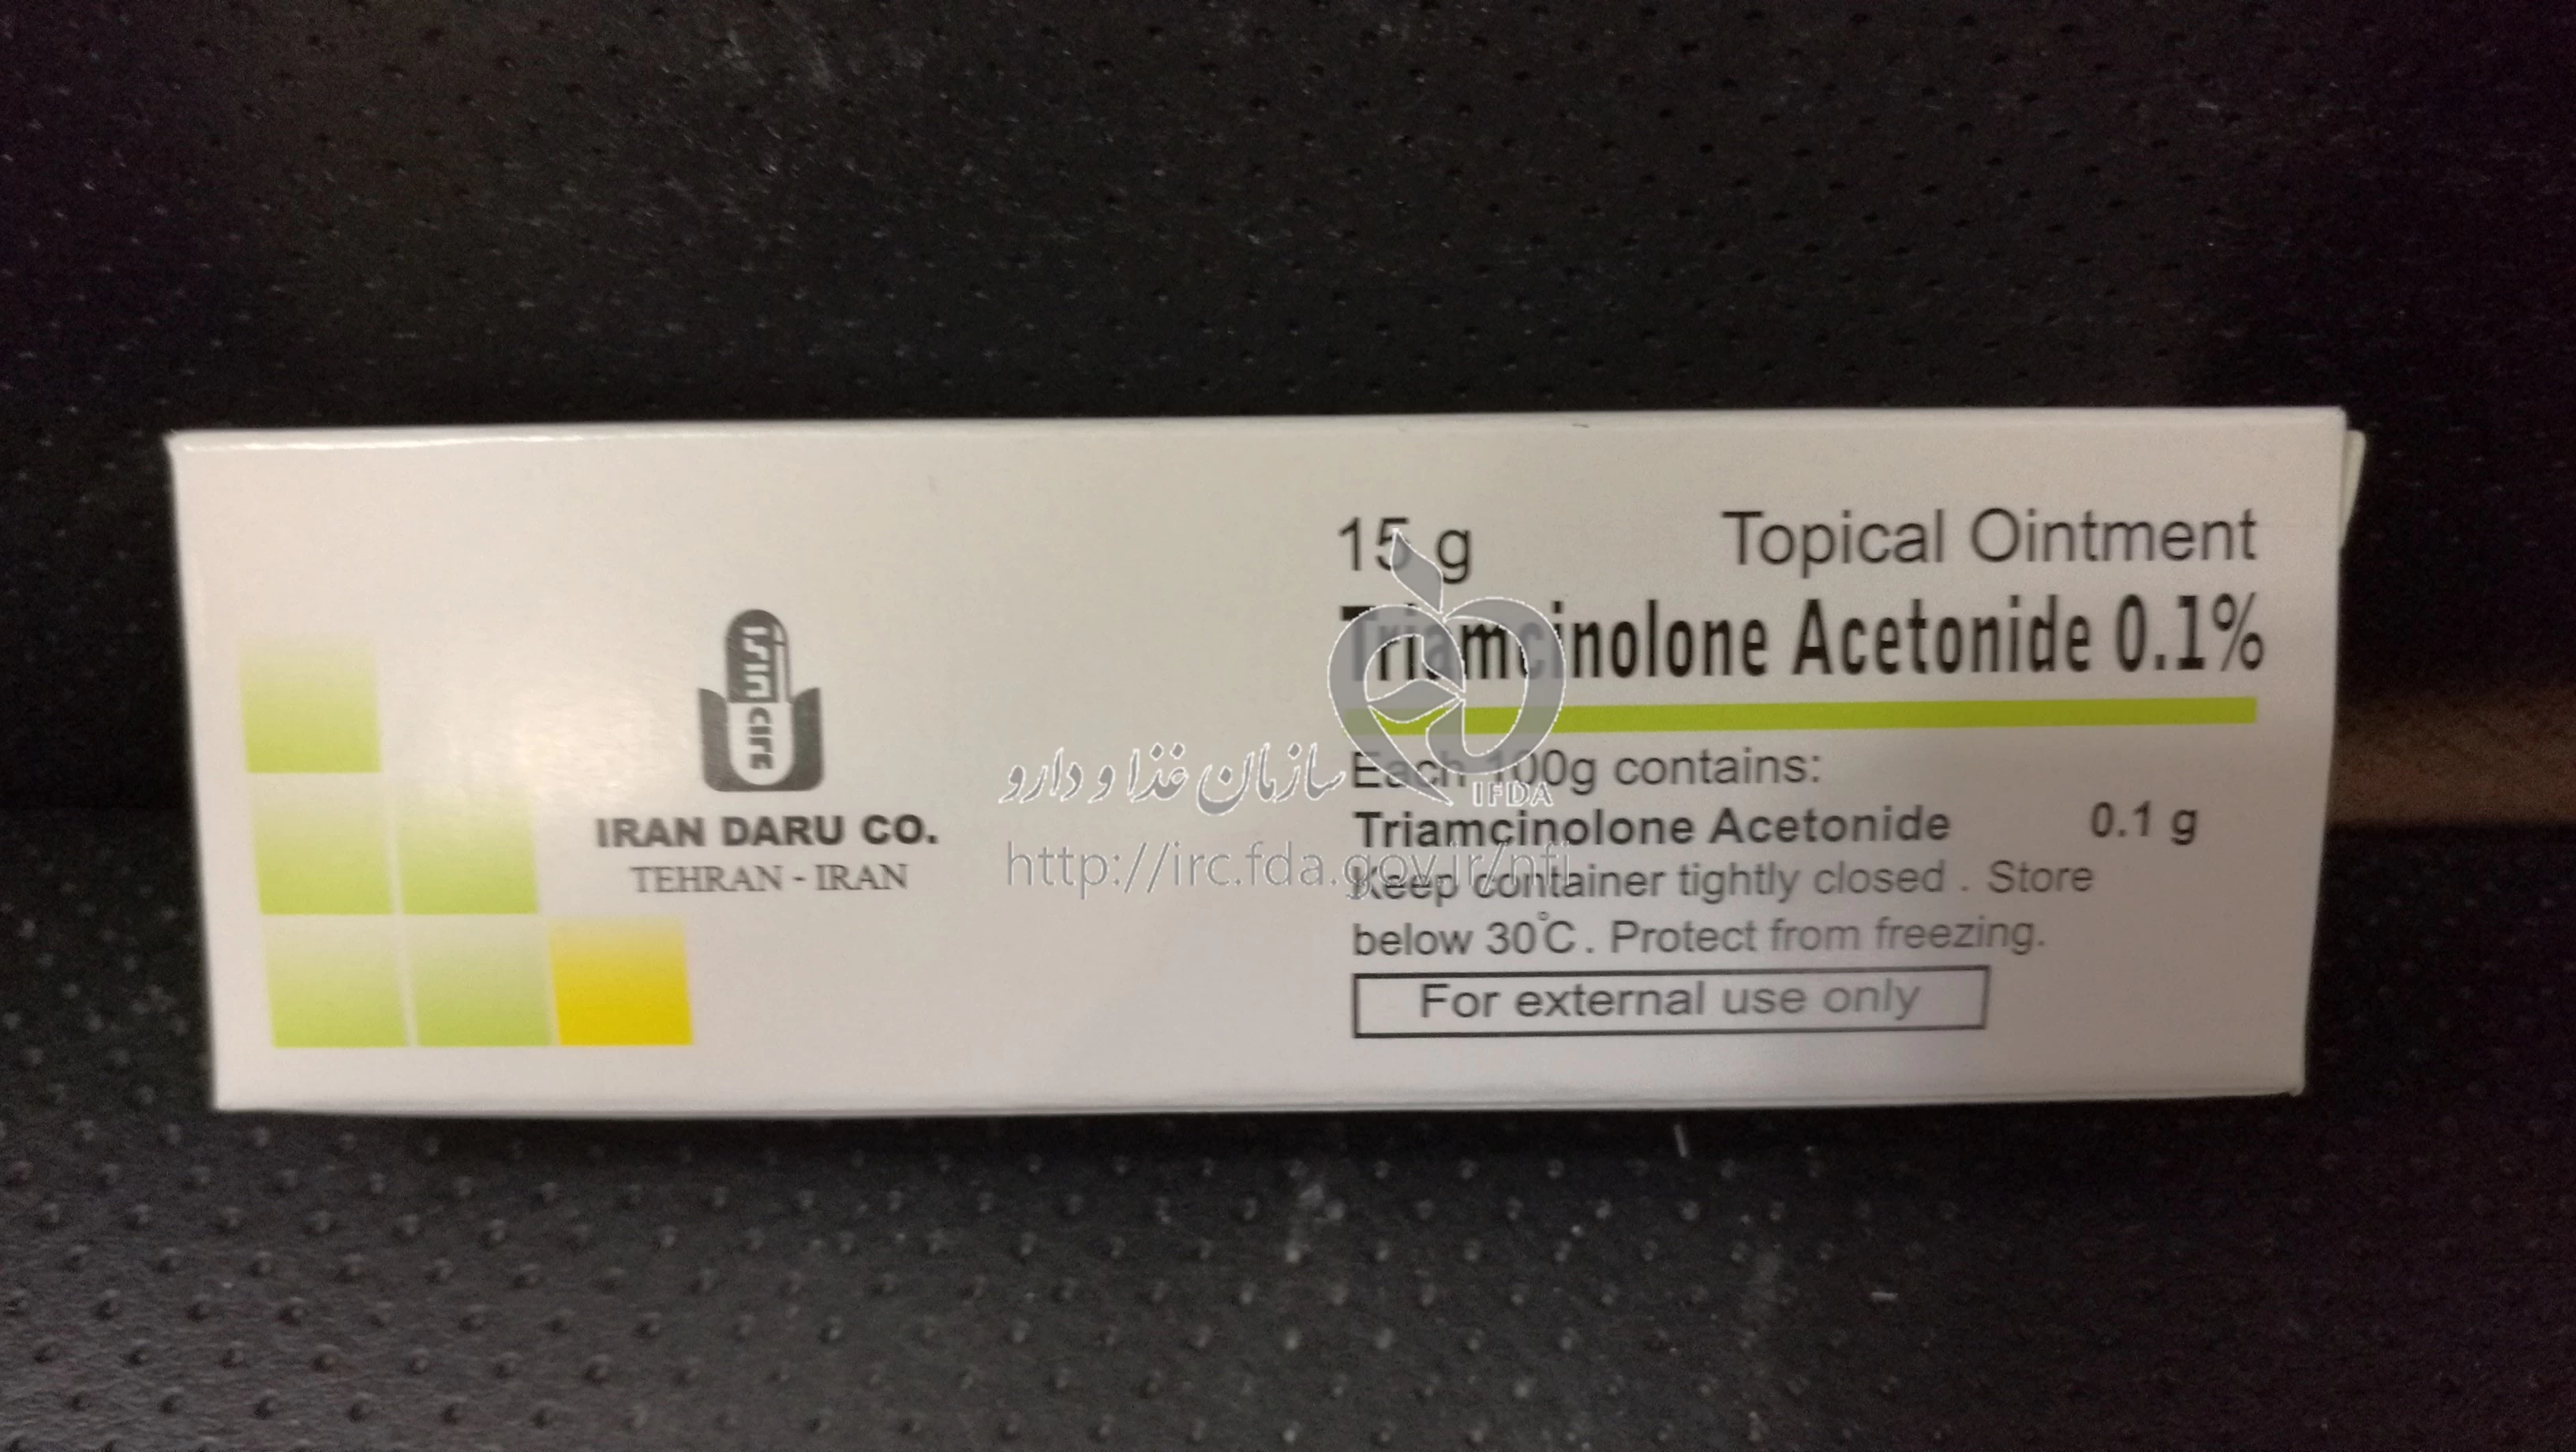 ایران دارو
IRAN DARU CO.
TEHRAN - IRAN
15 g Topical Ointment
Triamcinolone Acetonide 0.1%
Each 100g contains:
Triamcinolone Acetonide 0.1 g
Keep container tightly closed . Store
below 30°C . Protect from freezing.
For external use only
سازمان غذا و دارو
IFDA
http://irc.fda.gov.ir/nfi